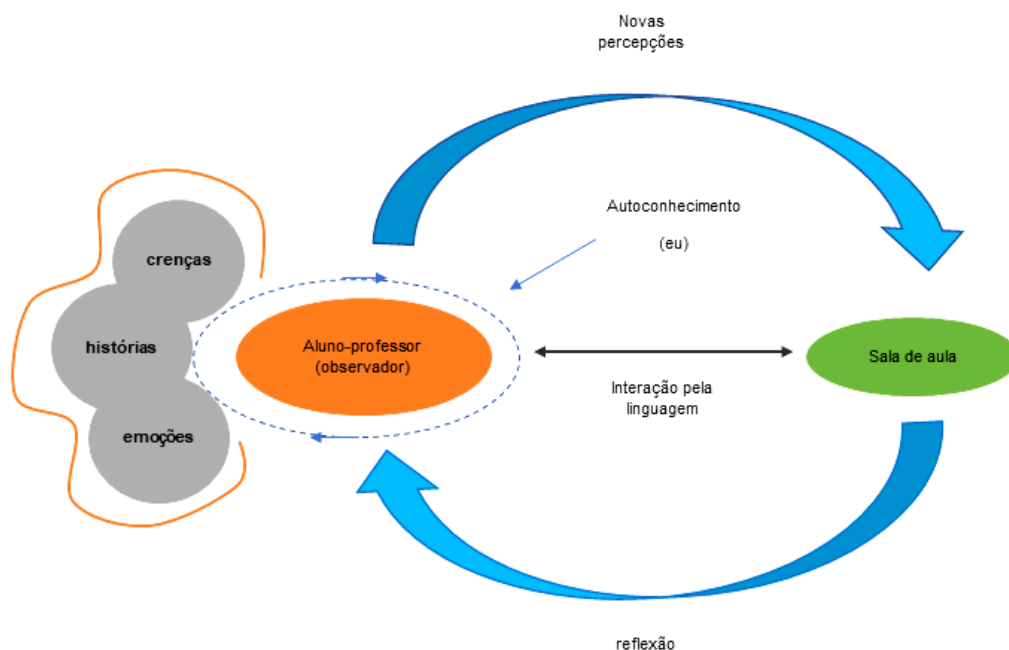 Novas
percepções
Autoconhecimento
(eu)
crenças
histórias
emoções
Aluno-professor
(observador)
Interação pela
linguagem
Sala de aula
reflexão